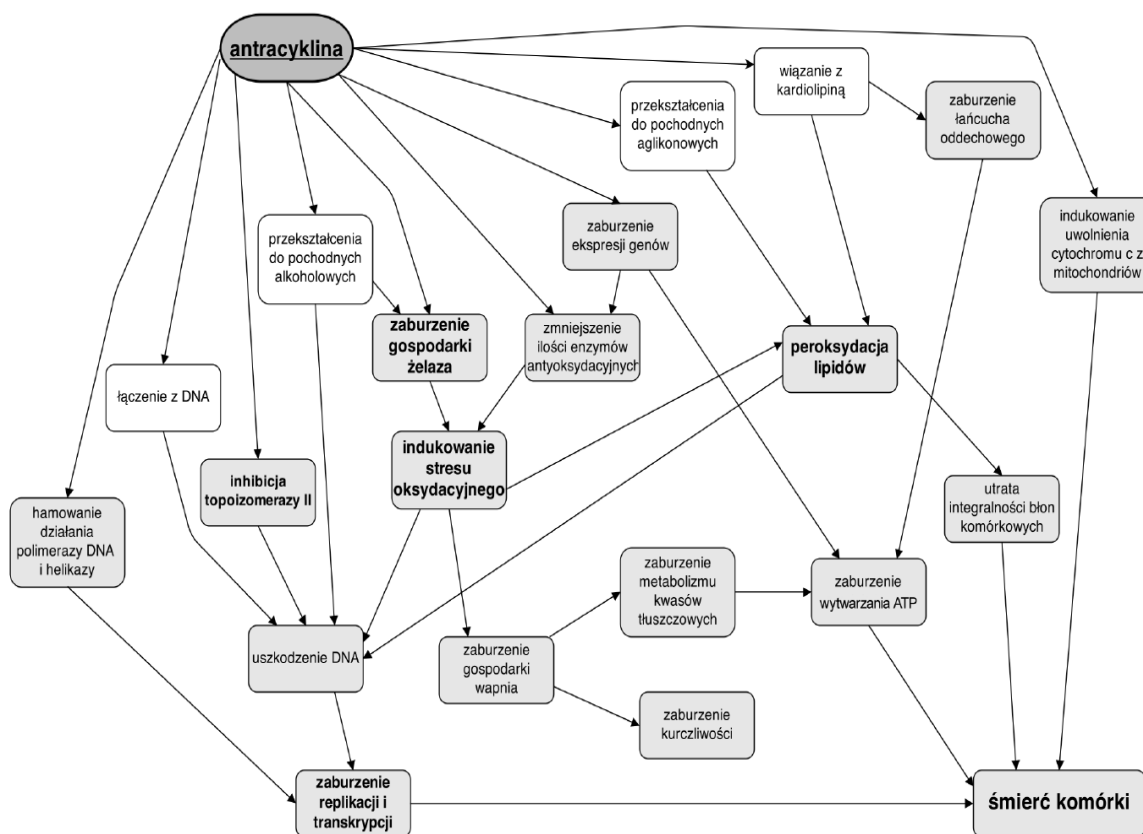 antracyklina
wiązanie z
kardiolipiną
przekształcenia
do pochodnych
aglikonowych
zaburzenie
łańcucha
oddechowego
zaburzenie
ekspresji genów
indukowanie
uwolnienia
cytochromu c z
mitochondriów
przekształcenia
do pochodnych
alkoholowych
zaburzenie
gospodarki
żelaza
zmniejszenie
ilości enzymów
antyoksydacyjnych
peroksydacja
lipidów
łączenie z DNA
indukowanie
stresu
oksydacyjnego
inhibicja
topoizomerazy II
utrata
integralności błon
komórkowych
hamowanie
działania
polimerazy DNA
i helikazy
zaburzenie
metabolizmu
kwasów
tłuszczowych
zaburzenie
wytwarzania ATP
uszkodzenie DNA
zaburzenie
gospodarki
wapnia
zaburzenie
kurczliwości
zaburzenie
replikacji i
transkrypcji
śmierć komórki